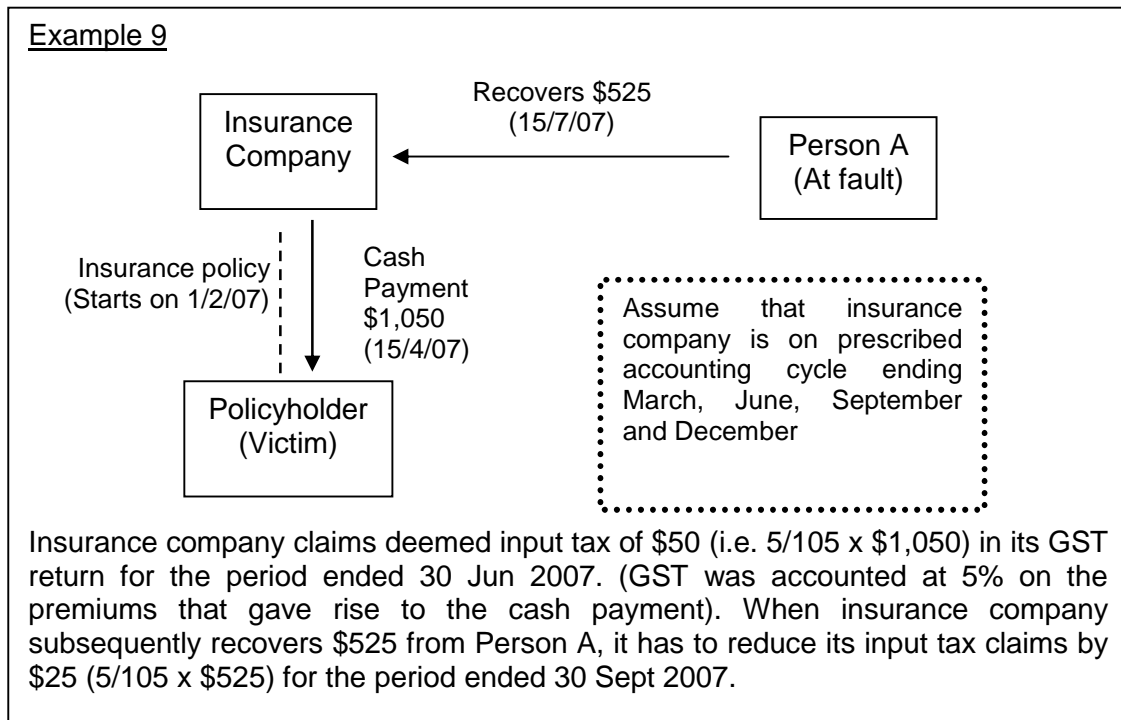 Example 9
Recovers $525
(15/7/07)
Insurance
Company
Person A
(At fault)
Insurance policy
(Starts on 1/2/07)
Cash
Payment
$1,050
(15/4/07)
Assume that insurance
company is on prescribed
accounting cycle ending
March, June, September
and December
Policyholder
(Victim)
Insurance company claims deemed input tax of $50 (i.e. 5/105 x $1,050) in its GST
return for the period ended 30 Jun 2007. (GST was accounted at 5% on the
premiums that gave rise to the cash payment). When insurance company
subsequently recovers $525 from Person A, it has to reduce its input tax claims by
$25 (5/105 x $525) for the period ended 30 Sept 2007.